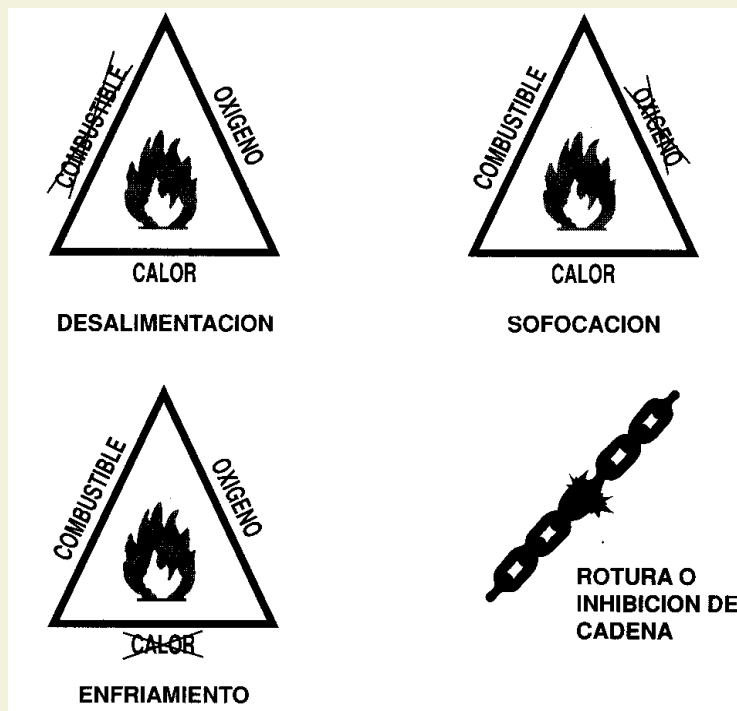 COMBUSTIBLE
OXIGENO
CALOR
DESALIMENTACION
COMBUSTIBLE
OXIGENO
CALOR
SOFOCACION
COMBUSTIBLE
OXIGENO
CALOR
ENFRIAMIENTO
ROTURA O
INHIBICION DE
CADENA